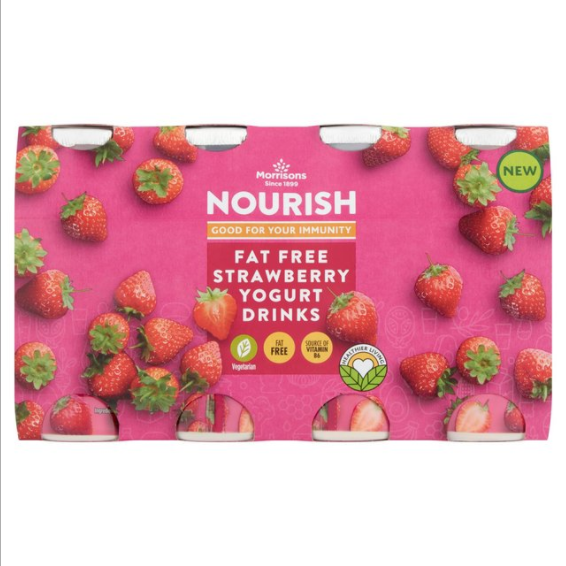 Morrisons
Since 1899
NOURISH
GOOD FOR YOUR IMMUNITY
FAT FREE
STRAWBERRY
YOGURT
DRINKS
NEW
Vegetarian
FAT
FREE
SOURCE OF
VITAMIN
B6
HEALTHIER LIVING